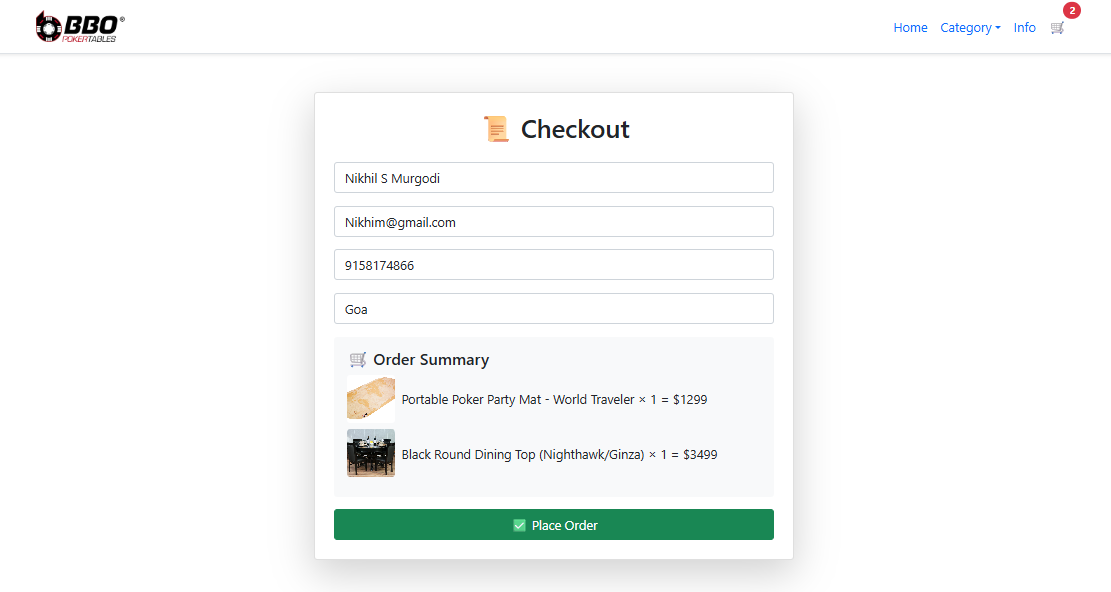 BBO®
POKERTABLES
Home Category Info 2
Checkout
Nikhil S Murgodi
Nikhim@gmail.com
9158174866
Goa
Order Summary
Portable Poker Party Mat - World Traveler × 1 = $1299
Black Round Dining Top (Nighthawk/Ginza) × 1 = $3499
Place Order